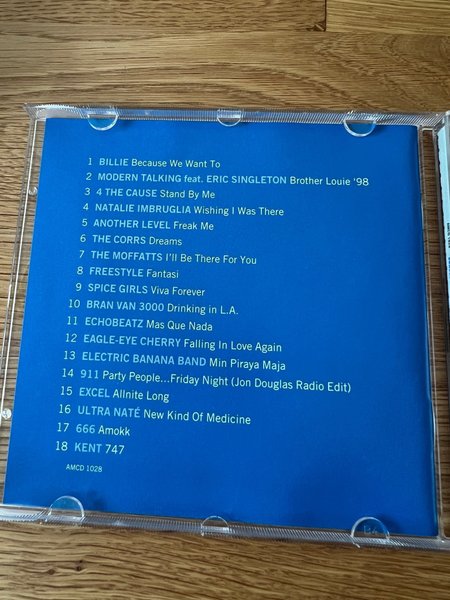 1 BILLIE Because We Want To
2 MODERN TALKING feat. ERIC SINGLETON Brother Louie '98
3 4 THE CAUSE Stand By Me
4 NATALIE IMBRUGLIA Wishing I Was There
5 ANOTHER LEVEL Freak Me
6 THE CORRS Dreams
7 THE MOFFATTS I'll Be There For You
8 FREESTYLE Fantasi
9 SPICE GIRLS Viva Forever
10 BRAN VAN 3000 Drinking in L.A.
11 ECHOBEATZ Mas Que Nada
12 EAGLE-EYE CHERRY Falling In Love Again
13 ELECTRIC BANANA BAND Min Piraya Maja
14 911 Party People...Friday Night (Jon Douglas Radio Edit)
15 EXCEL Allnite Long
16 ULTRA NATÉ New Kind Of Medicine
17 666 Amokk
18 KENT 747
AMCD 1028